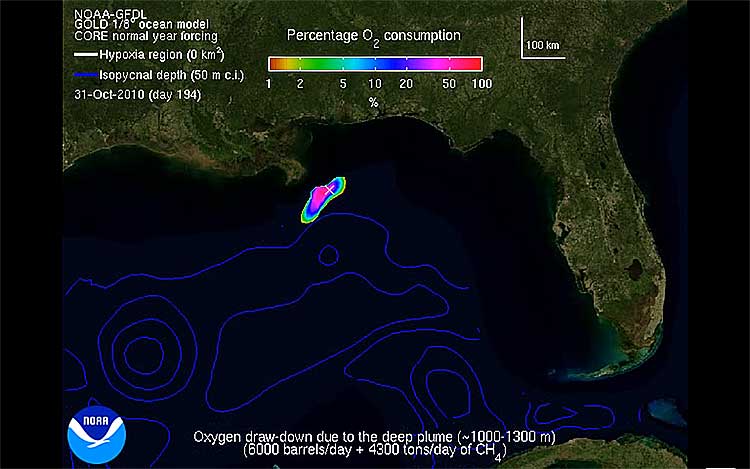 NOAA-GFDL
GOLD 1/8° ocean model
CORE normal year forcing
Hypoxia region (0 km²)
Isopycnal depth (50 m c.i.)
31-Oct-2010 (day 194)
Percentage O₂ consumption
1 2 5 10 20 50 100
%
100 km
NOAA
Oxygen draw-down due to the deep plume (~1000-1300 m)
(6000 barrels/day + 4300 tons/day of CH₄)